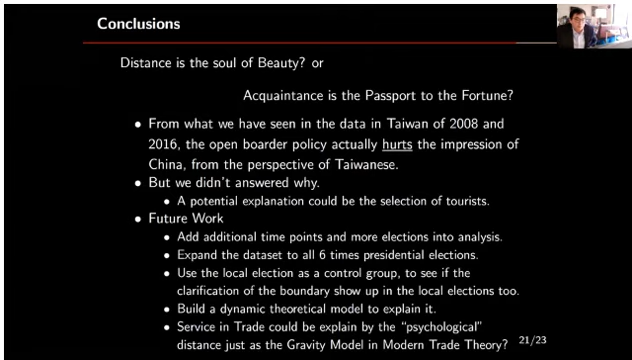 Conclusions
Distance is the soul of Beauty? or
Acquaintance is the Passport to the Fortune?
• From what we have seen in the data in Taiwan of 2008 and
2016, the open boarder policy actually hurts the impression of
China, from the perspective of Taiwanese.
• But we didn't answered why.
• A potential explanation could be the selection of tourists.
• Future Work
• Add additional time points and more elections into analysis.
• Expand the dataset to all 6 times presidential elections.
• Use the local election as a control group, to see if the
clarification of the boundary show up in the local elections too.
• Build a dynamic theoretical model to explain it.
• Service in Trade could be explain by the "psychological"
distance just as the Gravity Model in Modern Trade Theory?
21/23